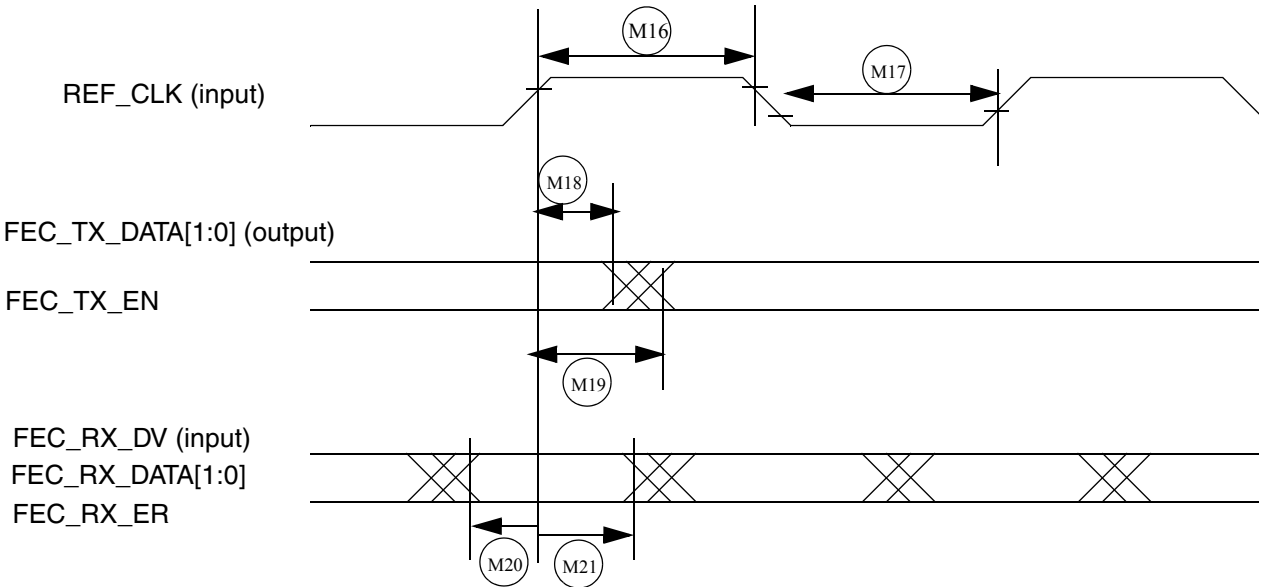 M16
REF_CLK (input)
M17
M18
FEC_TX_DATA[1:0] (output)
FEC_TX_EN
M19
FEC_RX_DV (input)
FEC_RX_DATA[1:0]
FEC_RX_ER
M20
M21